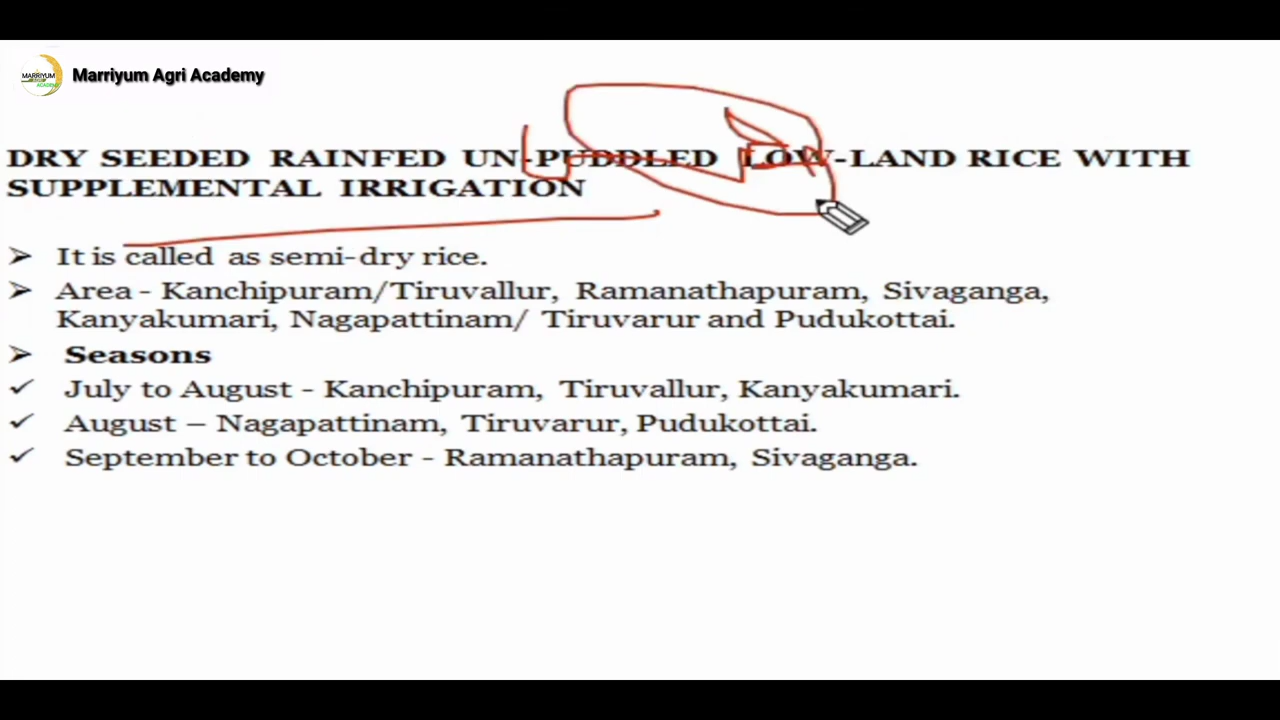 MARRIYUM
ACADEMY
Marriyum Agri Academy
DRY SEEDED RAINFED UN-PUDDLED LOW-LAND RICE WITH
SUPPLEMENTAL IRRIGATION
➢ It is called as semi-dry rice.
➢ Area - Kanchipuram/Tiruvallur, Ramanathapuram, Sivaganga,
Kanyakumari, Nagapattinam/ Tiruvarur and Pudukottai.
➢ Seasons
✓ July to August - Kanchipuram, Tiruvallur, Kanyakumari.
✓ August – Nagapattinam, Tiruvarur, Pudukottai.
✓ September to October - Ramanathapuram, Sivaganga.